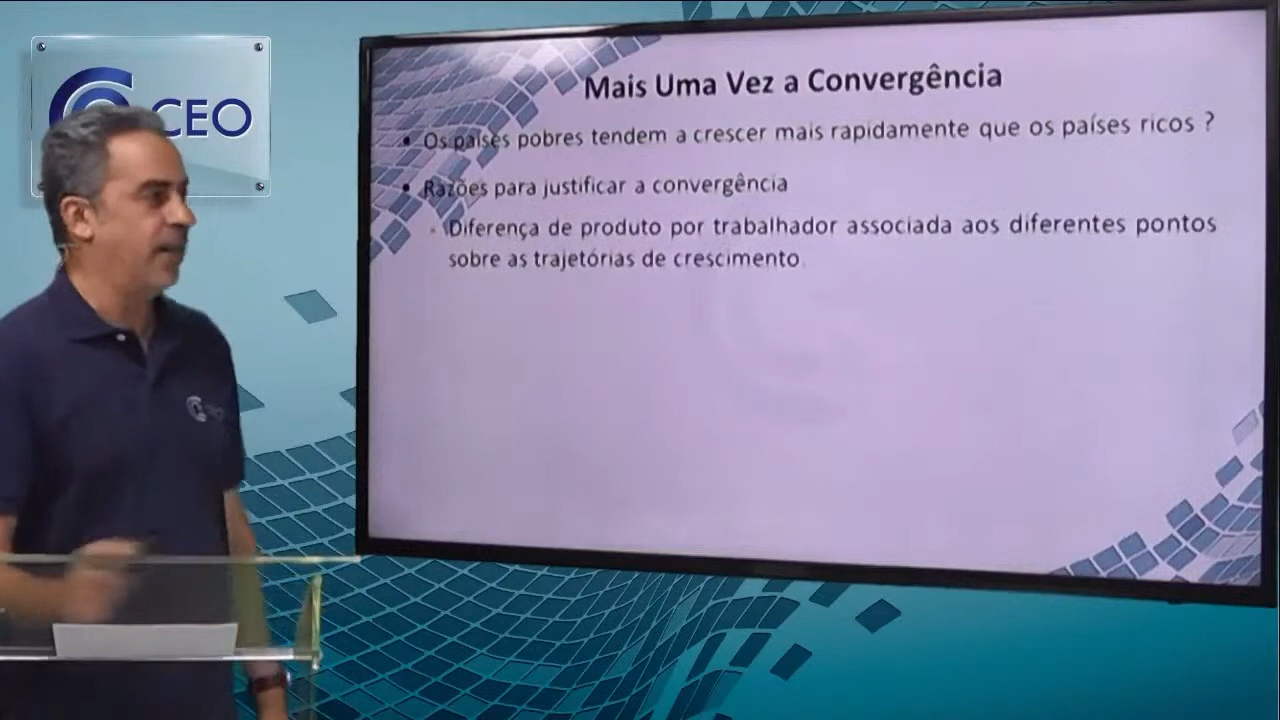 CEO
Mais Uma Vez a Convergência
• Os países pobres tendem a crescer mais rapidamente que os países ricos ?
• Razões para justificar a convergência
Diferença de produto por trabalhador associada aos diferentes pontos
sobre as trajetórias de crescimento
CEO